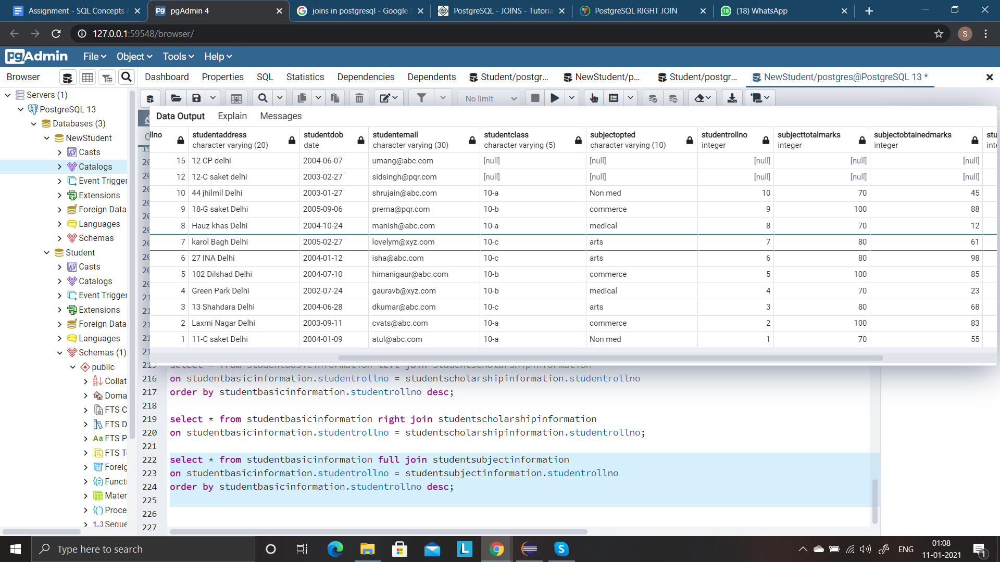 Assignment - SQL Concepts
pgAdmin 4
joins in postgresql - Google
PostgreSQL - JOINS - Tutoria
PostgreSQL RIGHT JOIN
(18) WhatsApp
127.0.0.1:59548/browser/
S
pgAdmin
File Object Tools Help
Browser
Dashboard Properties SQL Statistics Dependencies Dependents Student/postgr... NewStudent/p... Student/postgr... NewStudent/postgres@PostgreSQL 13 *
No limit
Servers (1)
PostgreSQL 13
Databases (3)
NewStudent
Casts
Catalogs
Event Trigger
Extensions
Foreign Data
Languages
Schemas
Student
Casts
Catalogs
Event Trigger
Extensions
Foreign Data
Languages
Schemas (1)
public
Collat
Doma
FTS C
FTS D
FTS P
FTS T
Foreig
Functi
Mater
Proce
1..3 Seque
Data Output Explain Messages
llno studentaddress studentdob studentemail studentclass subjectopted studentrollno subjecttotalmarks subjectobtainedmarks stu
character varying (20) date character varying (30) character varying (5) character varying (10) integer integer integer inte
15 12 CP delhi 2004-06-07 umang@abc.com [null] [null] [null] [null] [null]
12 12-C saket delhi 2003-02-27 sidsingh@pqr.com [null] [null] [null] [null] [null]
10 44 jhilmil Delhi 2003-01-27 shrujain@abc.com 10-a Non med 10 70 45
9 18-G saket Delhi 2005-09-06 prerna@pqr.com 10-b commerce 9 100 88
8 Hauz khas Delhi 2004-10-24 manish@abc.com 10-a medical 8 70 12
7 karol Bagh Delhi 2005-02-27 lovelym@xyz.com 10-c arts 7 80 61
6 27 INA Delhi 2004-01-12 isha@abc.com 10-c arts 6 80 98
5 102 Dilshad Delhi 2004-07-10 himanigaur@abc.com 10-b commerce 5 100 85
4 Green Park Delhi 2002-07-24 gauravb@xyz.com 10-b medical 4 70 23
3 13 Shahdara Delhi 2004-06-28 dkumar@abc.com 10-c arts 3 80 68
2 Laxmi Nagar Delhi 2003-09-11 cvats@abc.com 10-a commerce 2 100 83
1 11-C saket Delhi 2004-01-09 atul@abc.com 10-a Non med 1 70 55
215 select * from studentbasicinformation left join studentscholarshipinformation
216 on studentbasicinformation.studentrollno = studentscholarshipinformation.studentrollno
217 order by studentbasicinformation.studentrollno desc;
218
219 select * from studentbasicinformation right join studentscholarshipinformation
220 on studentbasicinformation.studentrollno = studentscholarshipinformation.studentrollno;
221
222 select * from studentbasicinformation full join studentsubjectinformation
223 on studentbasicinformation.studentrollno = studentsubjectinformation.studentrollno
224 order by studentbasicinformation.studentrollno desc;
225
226
227
Type here to search
ENG
01:08
11-01-2021
1